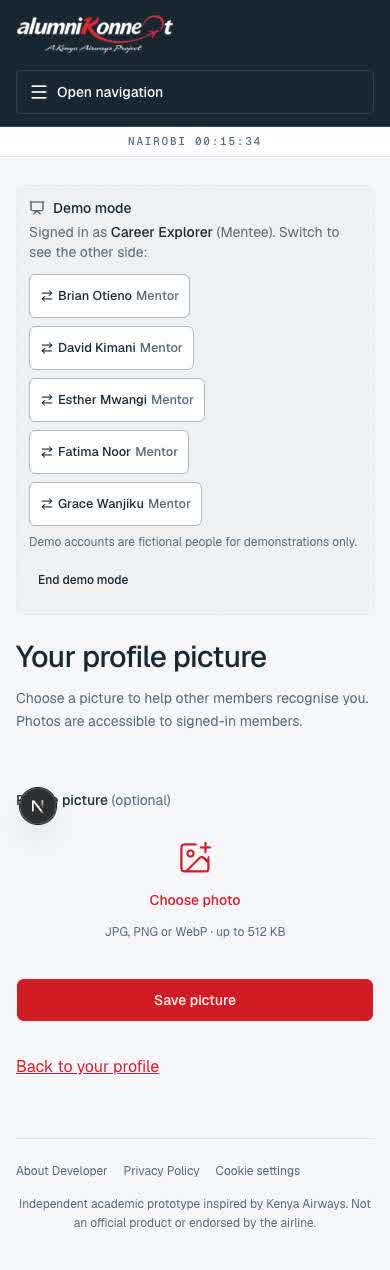 alumniKonnect
A Kenya Airways Project
Open navigation
NAIROBI 00:15:34
Demo mode
Signed in as Career Explorer (Mentee). Switch to
see the other side:
Brian Otieno Mentor
David Kimani Mentor
Esther Mwangi Mentor
Fatima Noor Mentor
Grace Wanjiku Mentor
Demo accounts are fictional people for demonstrations only.
End demo mode
Your profile picture
Choose a picture to help other members recognise you.
Photos are accessible to signed-in members.
N
picture (optional)
Choose photo
JPG, PNG or WebP · up to 512 KB
Save picture
Back to your profile
About Developer Privacy Policy Cookie settings
Independent academic prototype inspired by Kenya Airways. Not
an official product or endorsed by the airline.